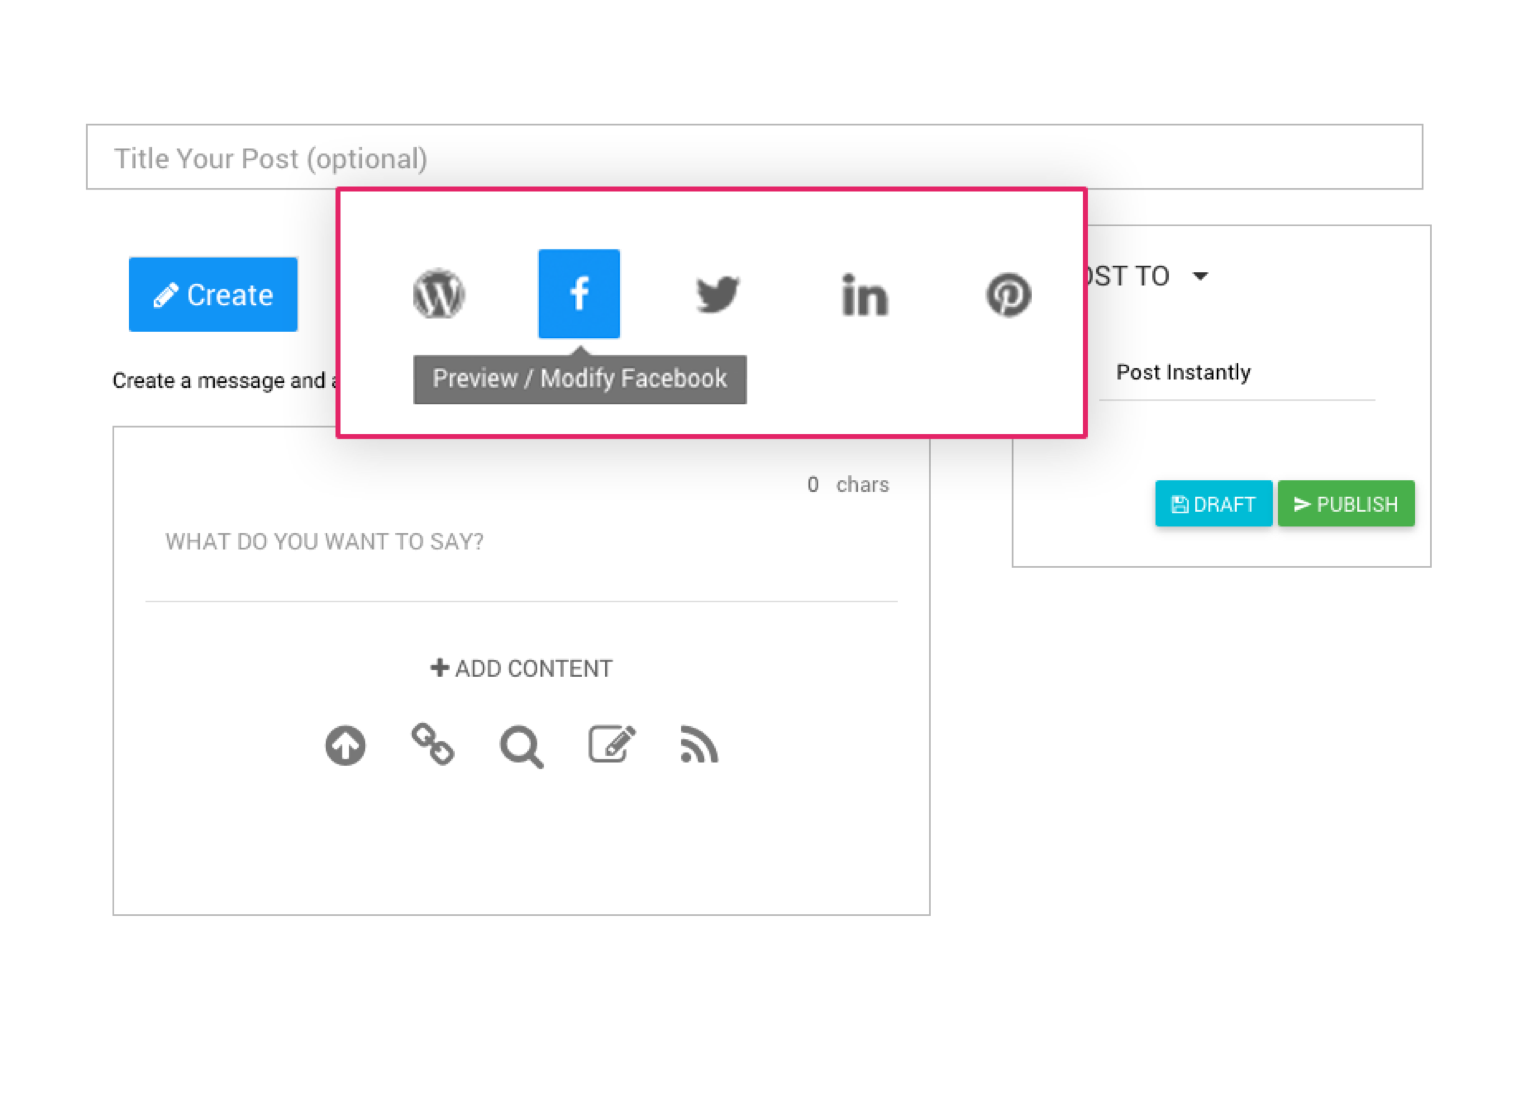 Title Your Post (optional)
Create
Preview / Modify Facebook
Create a message and
OST TO
Post Instantly
DRAFT
PUBLISH
0 chars
WHAT DO YOU WANT TO SAY?
ADD CONTENT